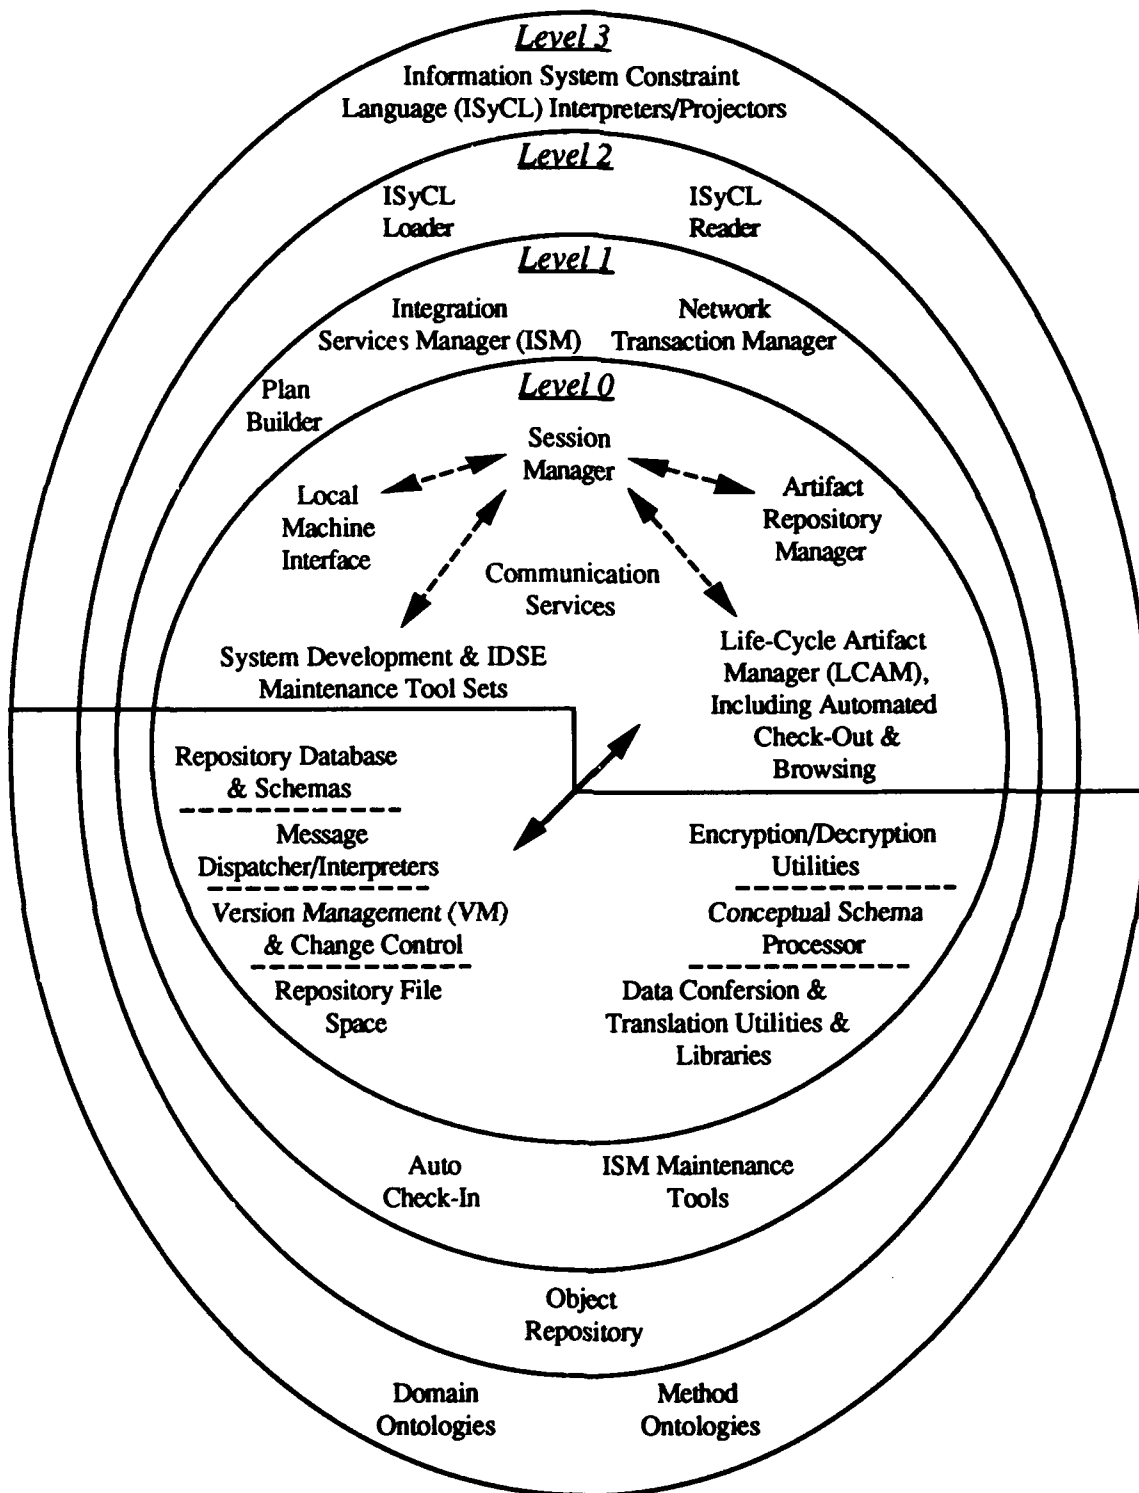 Level 3
Information System Constraint
Language (ISyCL) Interpreters/Projectors
Level 2
ISyCL
Loader
ISyCL
Reader
Level 1
Integration
Services Manager (ISM)
Network
Transaction Manager
Plan
Builder
Level 0
Session
Manager
Local
Machine
Interface
Artifact
Repository
Manager
Communication
Services
System Development & IDSE
Maintenance Tool Sets
Life-Cycle Artifact
Manager (LCAM),
Including Automated
Check-Out &
Browsing
Repository Database
& Schemas
Message
Dispatcher/Interpreters
Version Management (VM)
& Change Control
Repository File
Space
Encryption/Decryption
Utilities
Conceptual Schema
Processor
Data Confersion &
Translation Utilities &
Libraries
Auto
Check-In
ISM Maintenance
Tools
Object
Repository
Domain
Ontologies
Method
Ontologies